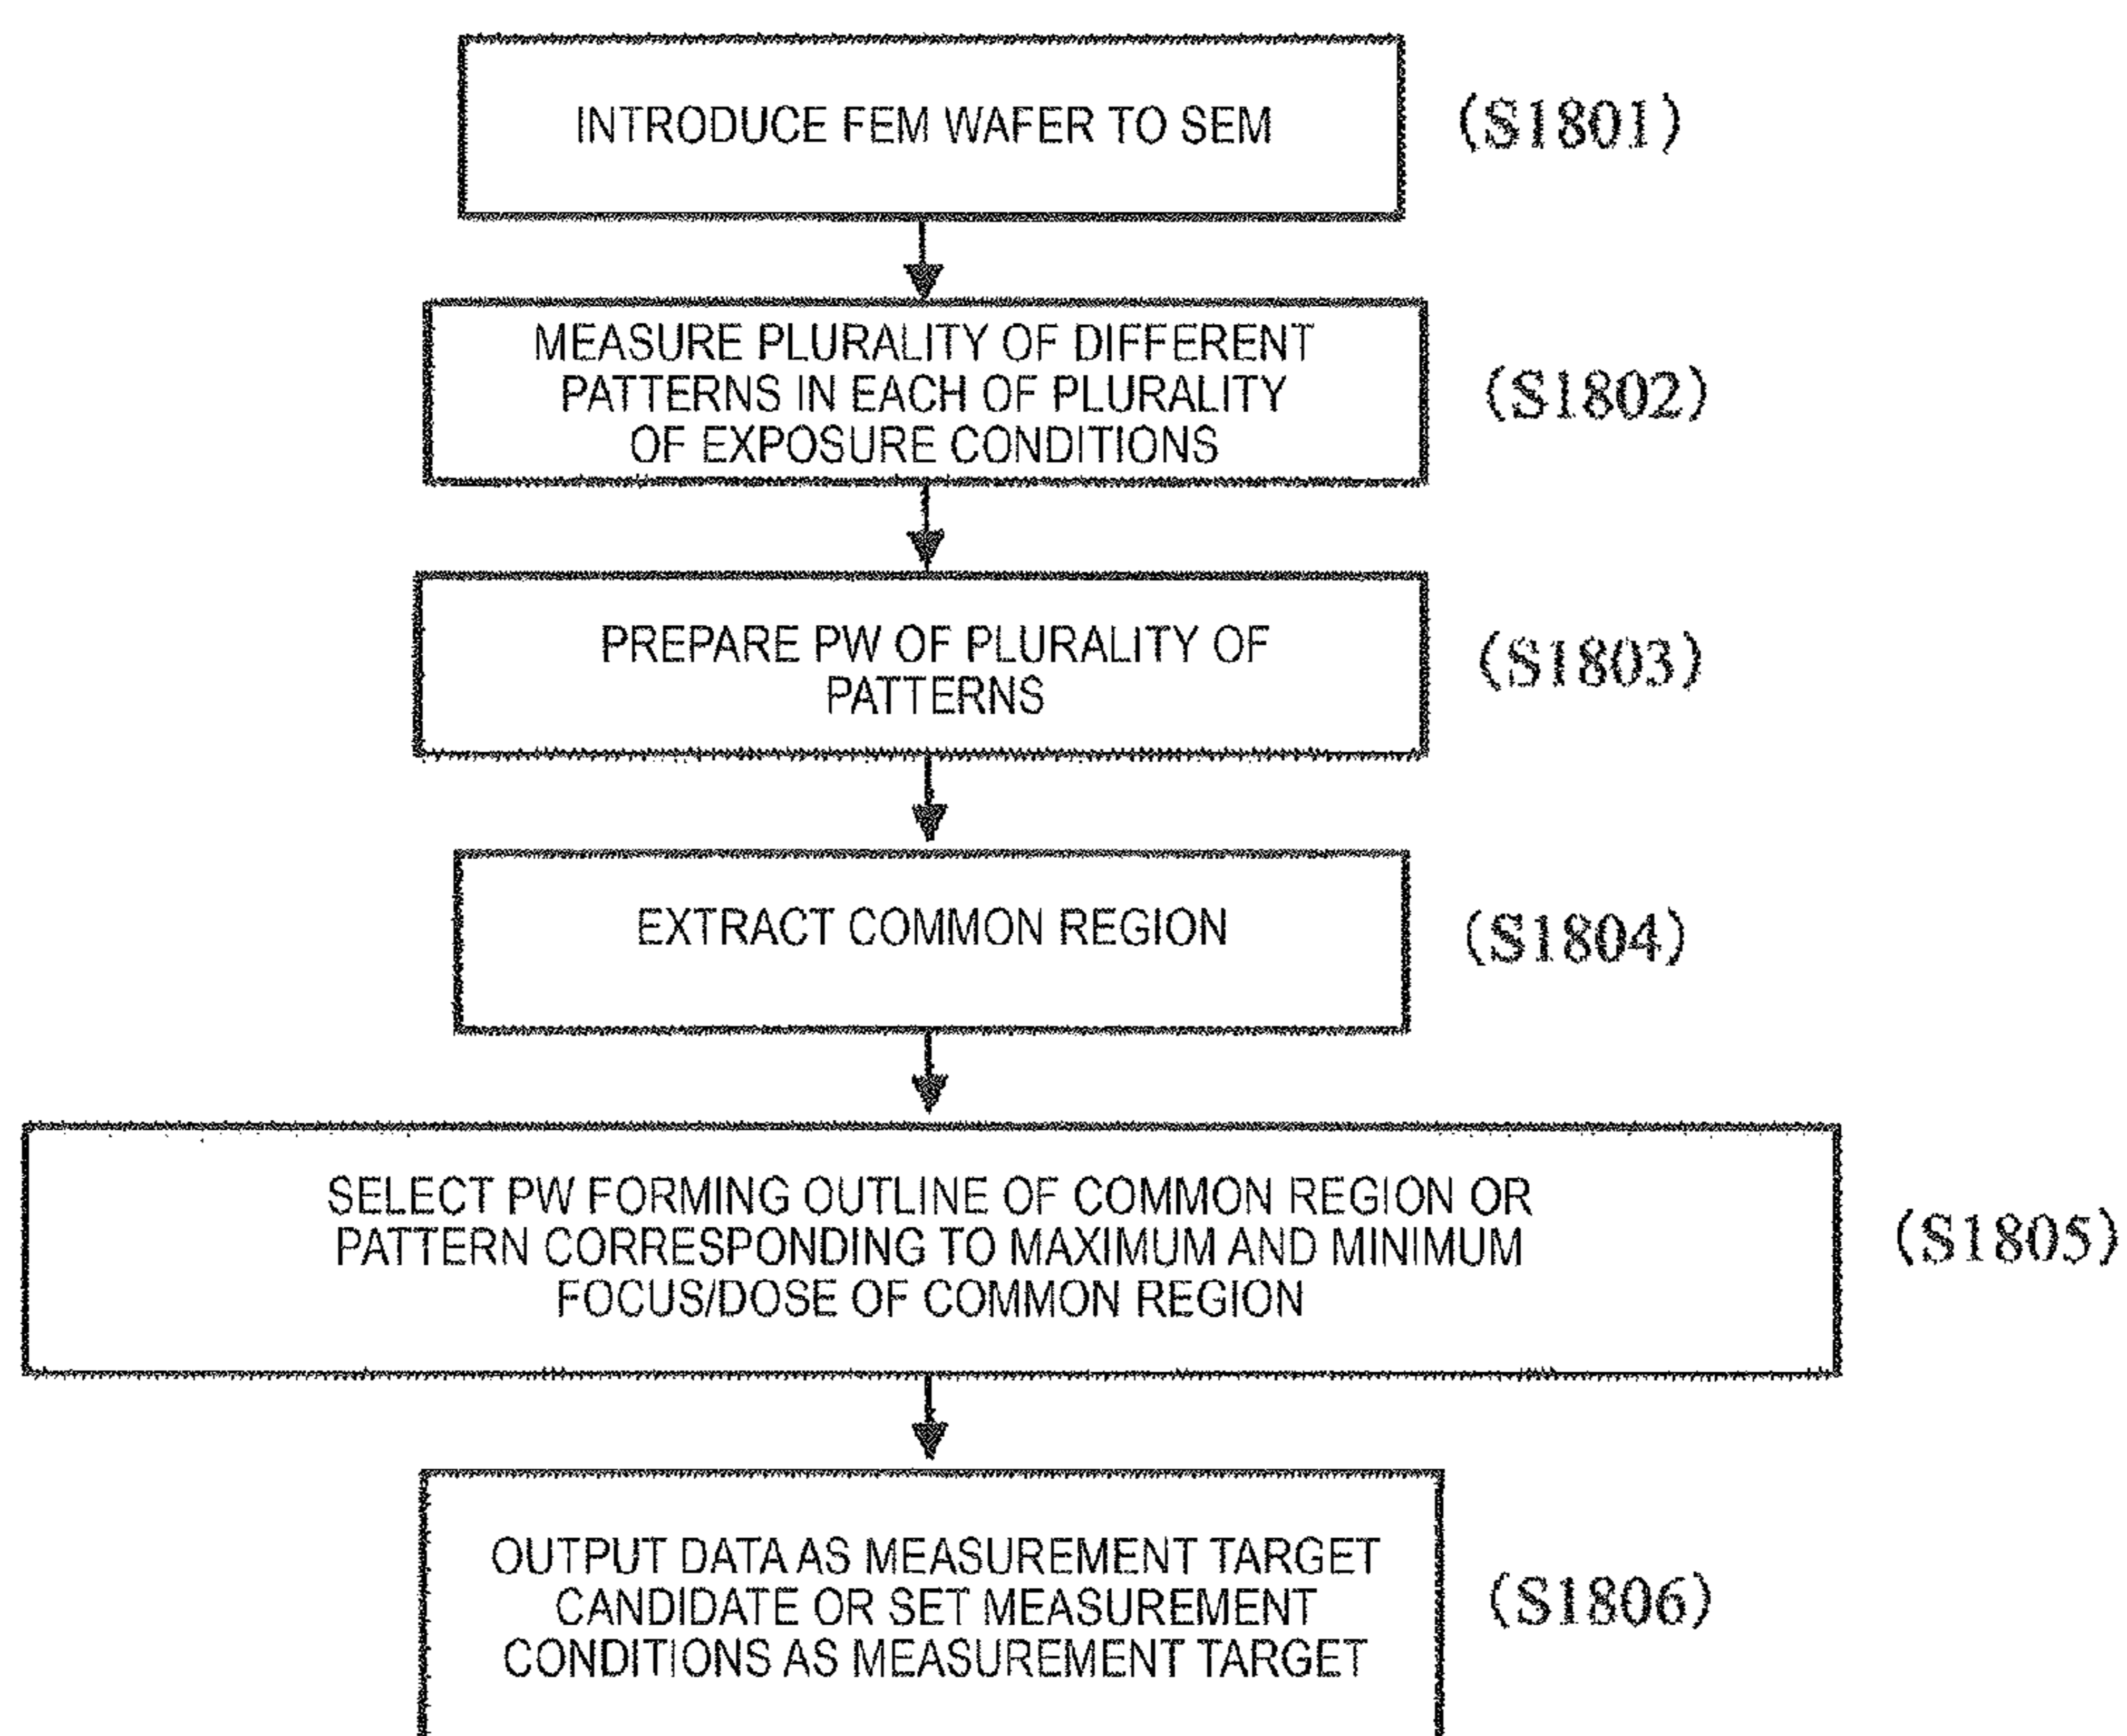 INTRODUCE FEM WAFER TO SEM
(S1801)
MEASURE PLURALITY OF DIFFERENT
PATTERNS IN EACH OF PLURALITY
OF EXPOSURE CONDITIONS
(S1802)
PREPARE PW OF PLURALITY OF
PATTERNS
(S1803)
EXTRACT COMMON REGION
(S1804)
SELECT PW FORMING OUTLINE OF COMMON REGION OR
PATTERN CORRESPONDING TO MAXIMUM AND MINIMUM
FOCUS/DOSE OF COMMON REGION
(S1805)
OUTPUT DATA AS MEASUREMENT TARGET
CANDIDATE OR SET MEASUREMENT
CONDITIONS AS MEASUREMENT TARGET
(S1806)